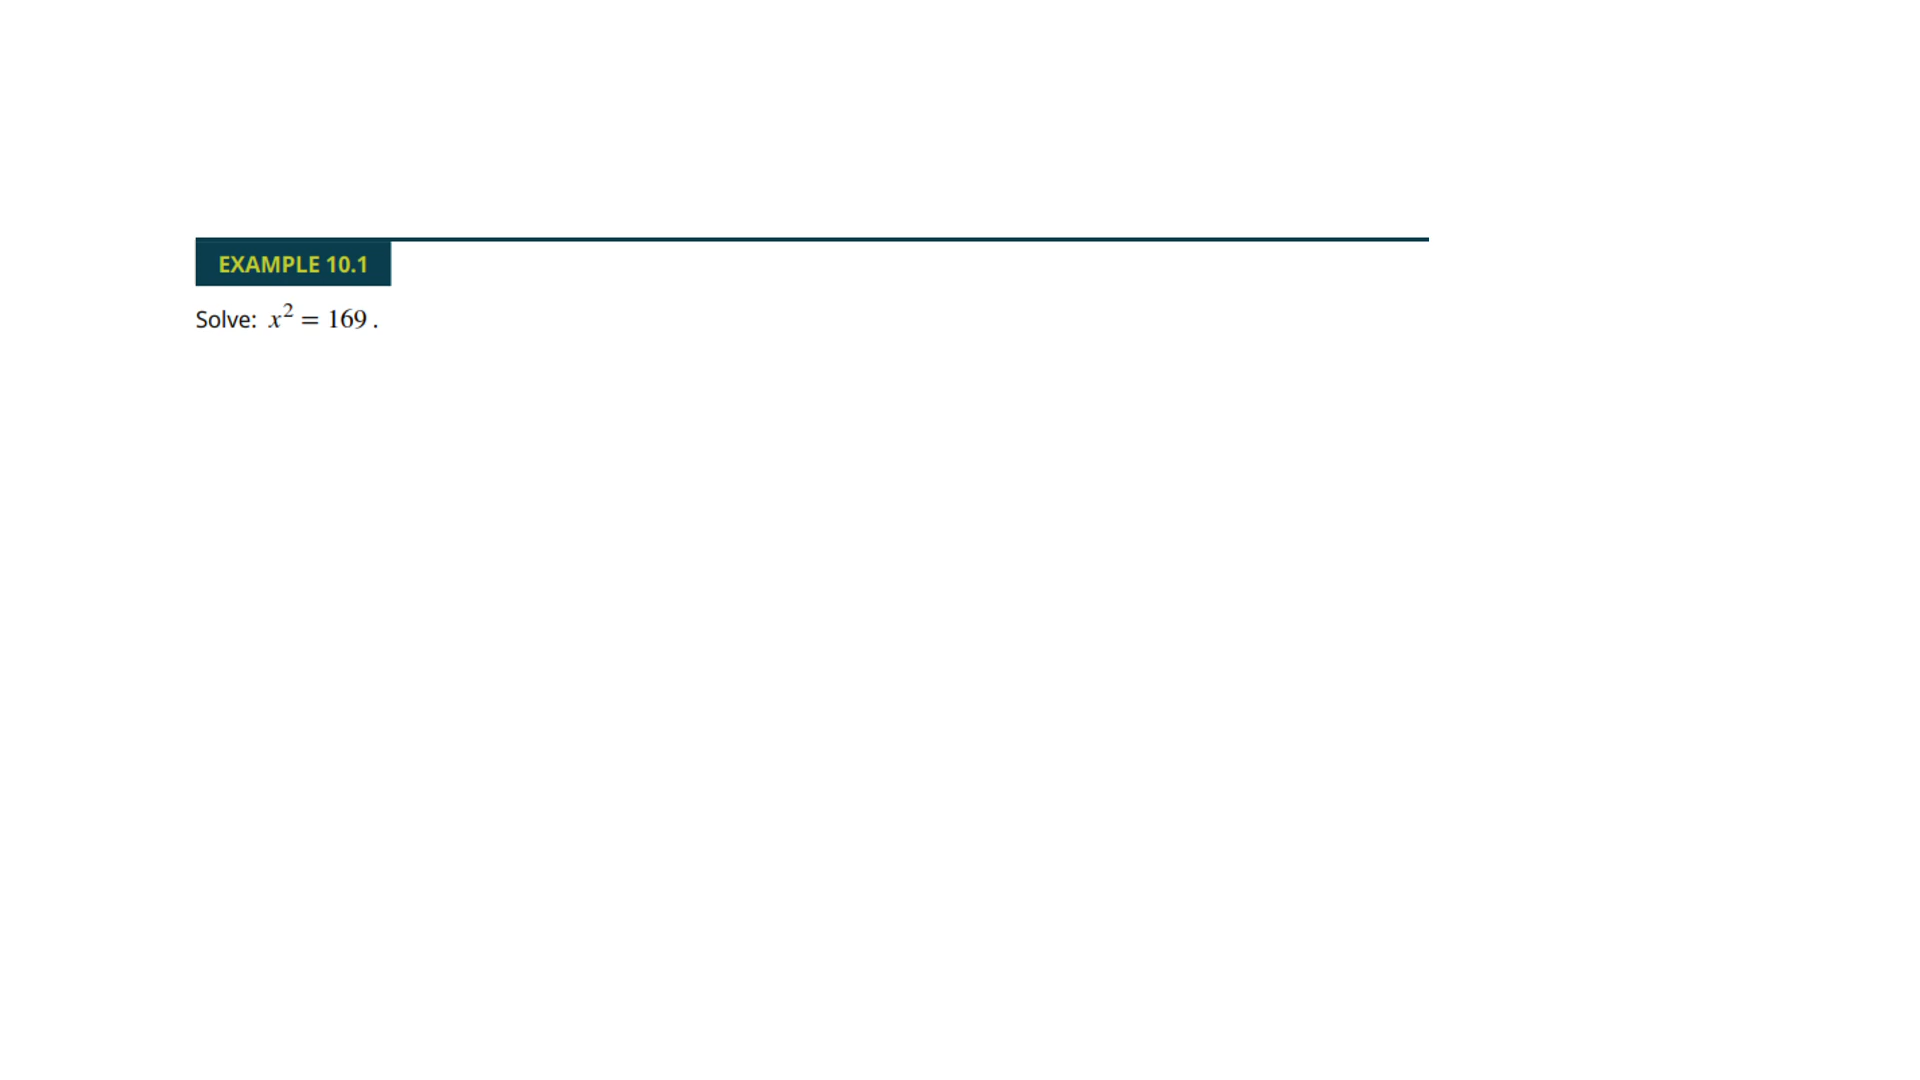 EXAMPLE 10.1
Solve: x² = 169 .